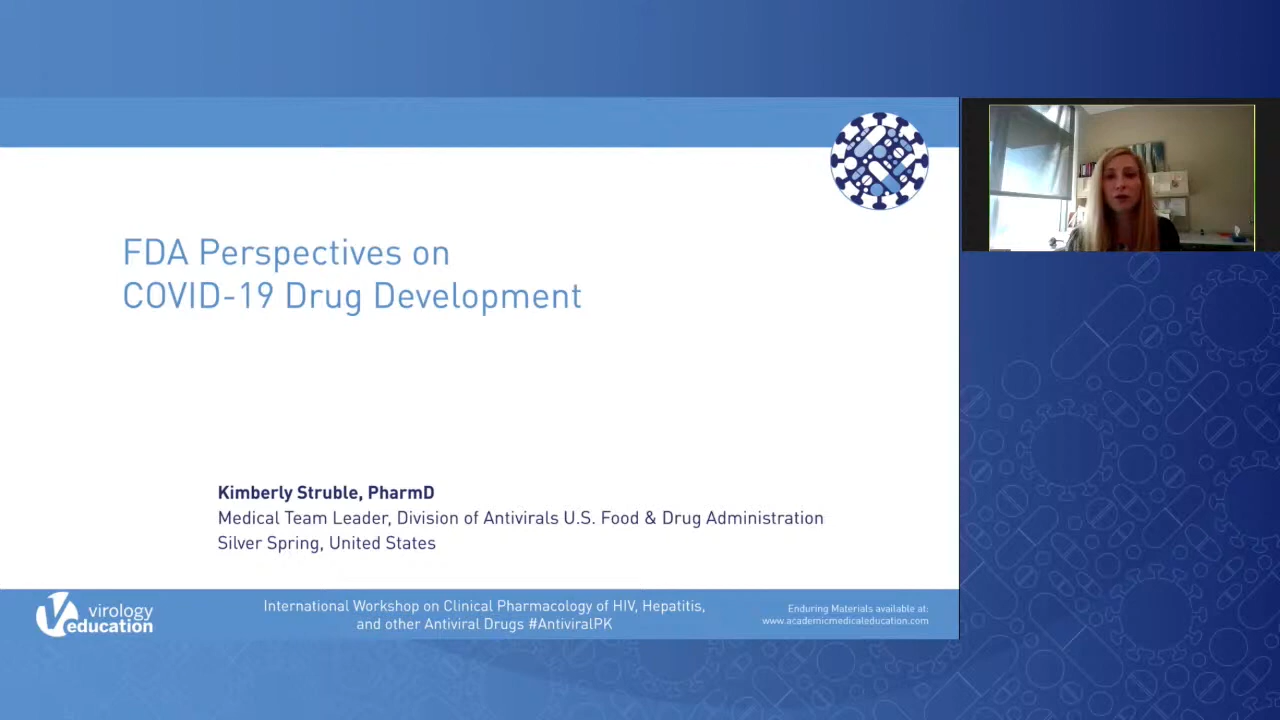 FDA Perspectives on
COVID-19 Drug Development
Kimberly Struble, PharmD
Medical Team Leader, Division of Antivirals U.S. Food & Drug Administration
Silver Spring, United States
virology
education
International Workshop on Clinical Pharmacology of HIV, Hepatitis,
and other Antiviral Drugs #AntiviralPK
Enduring Materials available at:
www.academicmedicaleducation.com